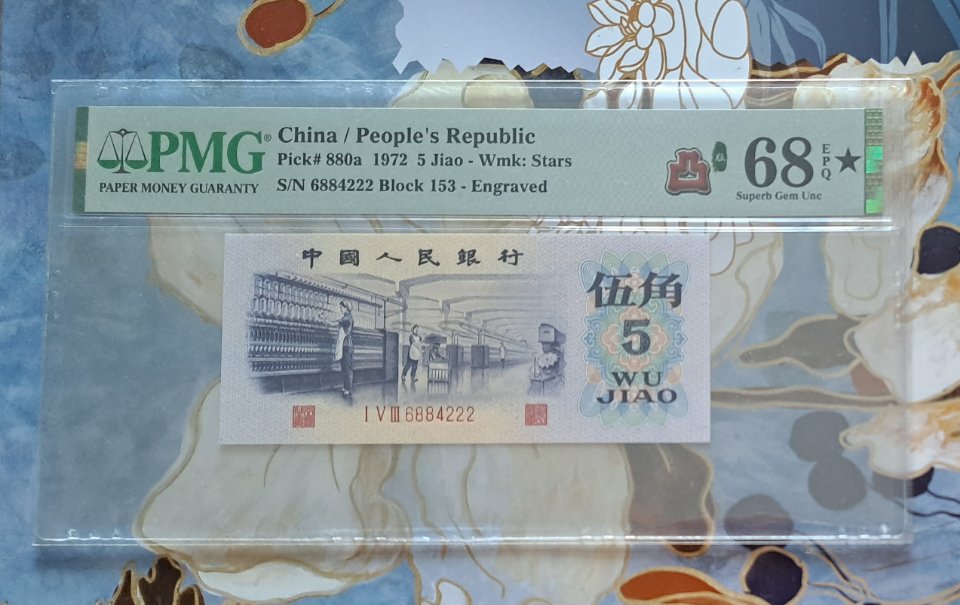 PMG®
PAPER MONEY GUARANTY
China / People's Republic
Pick# 880a 1972 5 Jiao - Wmk: Stars
S/N 6884222 Block 153 - Engraved
68 EPQ ★
Superb Gem Unc
中國人民銀行
伍角
5
WU
JIAO
I V III 6884222